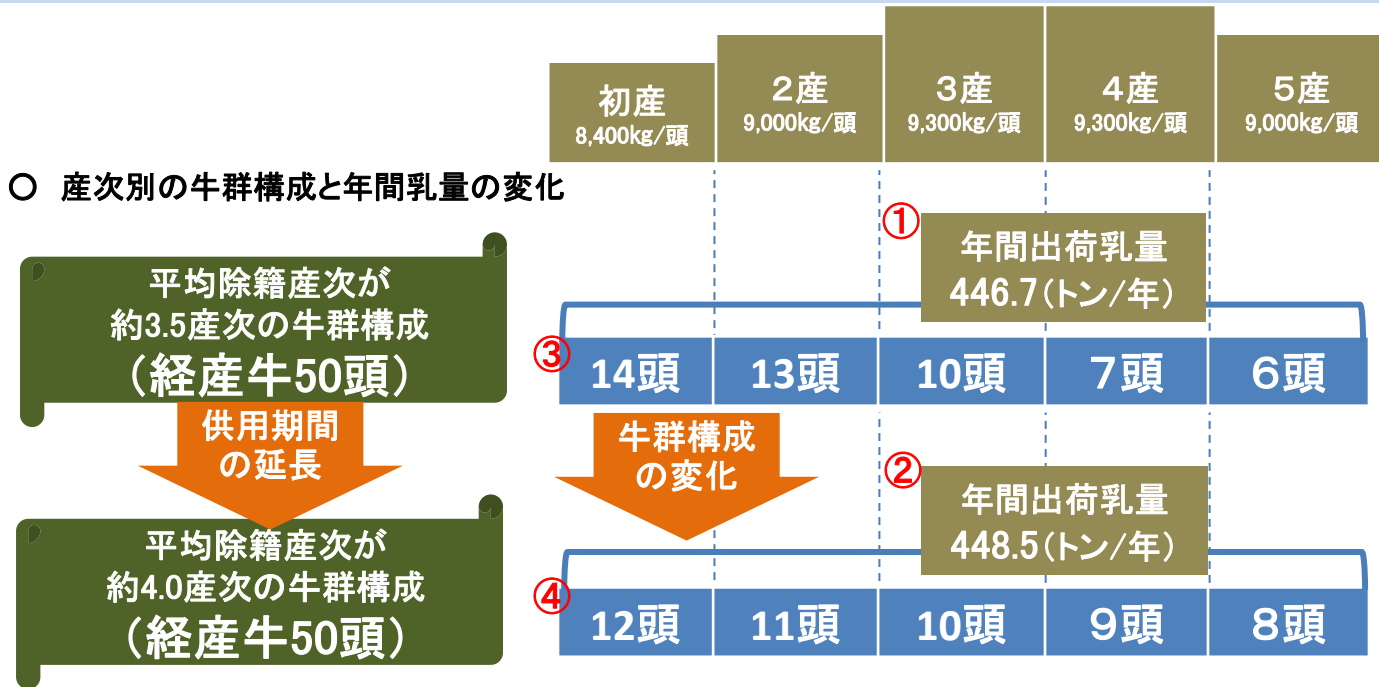 初産
8,400kg/頭
２産
9,000kg/頭
３産
9,300kg/頭
４産
9,300kg/頭
５産
9,000kg/頭
○ 産次別の牛群構成と年間乳量の変化
平均除籍産次が
約3.5産次の牛群構成
（経産牛50頭）
①
年間出荷乳量
446.7（トン/年）
③
14頭
13頭
10頭
７頭
６頭
供用期間
の延長
牛群構成
の変化
平均除籍産次が
約4.0産次の牛群構成
（経産牛50頭）
②
年間出荷乳量
448.5（トン/年）
④
12頭
11頭
10頭
９頭
８頭